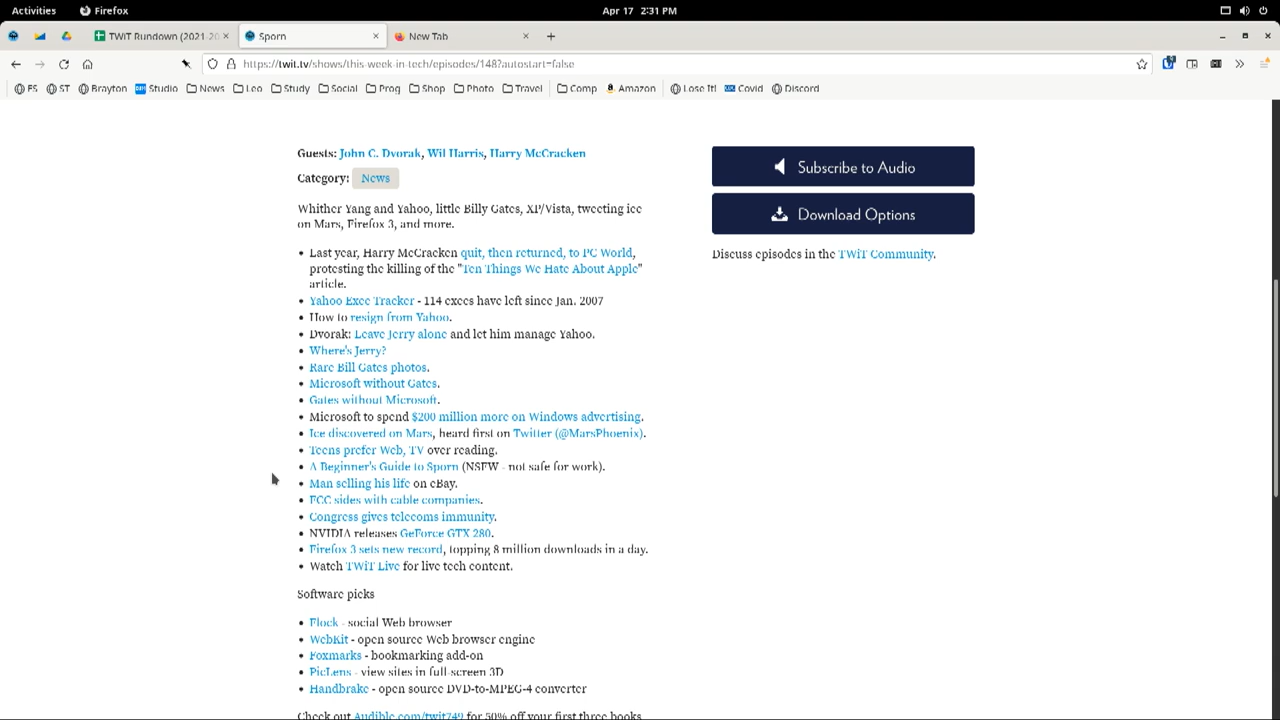 Activities Firefox Apr 17 2:31 PM
TWiT Rundown (2021-20 × Sporn × New Tab × +
https://twit.tv/shows/this-week-in-tech/episodes/148?autostart=false
FS ST Brayton Studio News Leo Study Social Prog Shop Photo Travel Comp Amazon Lose It! Covid Discord
Guests: John C. Dvorak, Wil Harris, Harry McCracken
Category: News
Whither Yang and Yahoo, little Billy Gates, XP/Vista, tweeting ice
on Mars, Firefox 3, and more.
• Last year, Harry McCracken quit, then returned, to PC World,
protesting the killing of the "Ten Things We Hate About Apple"
article.
• Yahoo Exec Tracker - 114 execs have left since Jan. 2007
• How to resign from Yahoo.
• Dvorak: Leave Jerry alone and let him manage Yahoo.
• Where's Jerry?
• Rare Bill Gates photos.
• Microsoft without Gates.
• Gates without Microsoft.
• Microsoft to spend $200 million more on Windows advertising.
• Ice discovered on Mars, heard first on Twitter (@MarsPhoenix).
• Teens prefer Web, TV over reading.
• A Beginner's Guide to Sporn (NSFW - not safe for work).
• Man selling his life on eBay.
• FCC sides with cable companies.
• Congress gives telecoms immunity.
• NVIDIA releases GeForce GTX 280.
• Firefox 3 sets new record, topping 8 million downloads in a day.
• Watch TWiT Live for live tech content.
Software picks
• Flock - social Web browser
• WebKit - open source Web browser engine
• Foxmarks - bookmarking add-on
• PicLens - view sites in full-screen 3D
• Handbrake - open source DVD-to-MPEG-4 converter
Check out Audible.com/twit749 for 50% off your first three books
Subscribe to Audio
Download Options
Discuss episodes in the TWiT Community.